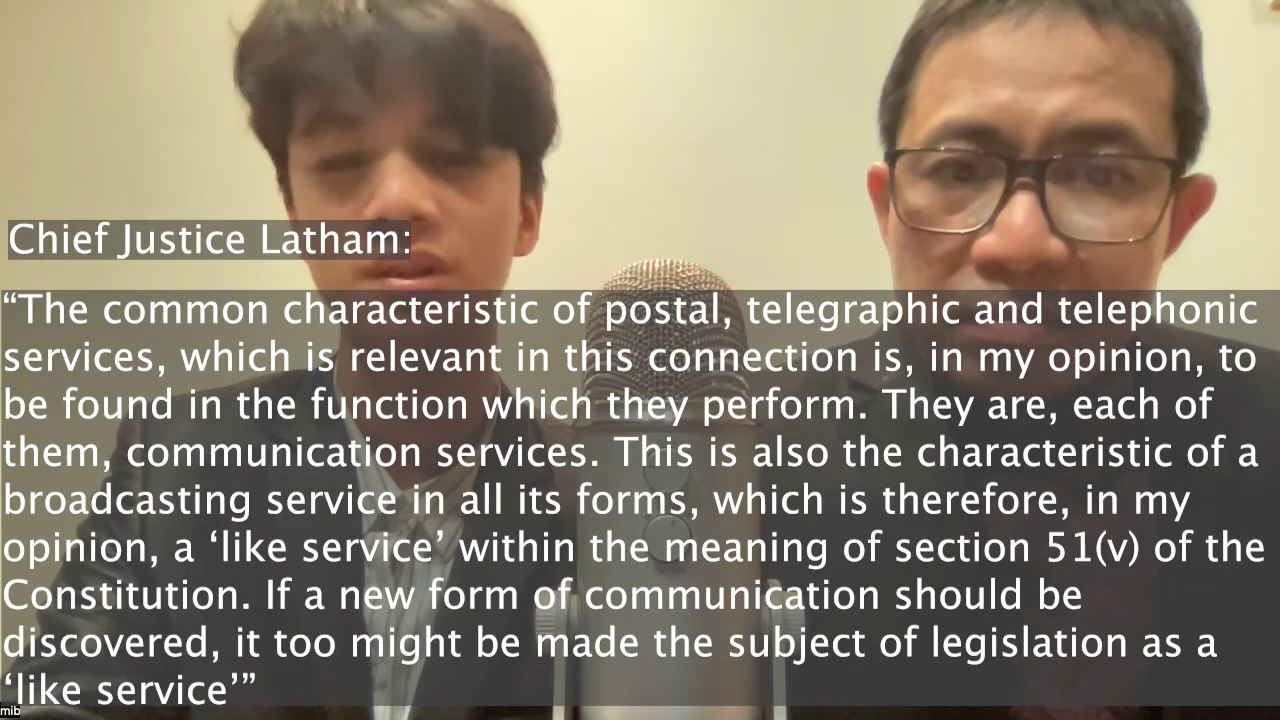 Chief Justice Latham:
“The common characteristic of postal, telegraphic and telephonic
services, which is relevant in this connection is, in my opinion, to
be found in the function which they perform. They are, each of
them, communication services. This is also the characteristic of a
broadcasting service in all its forms, which is therefore, in my
opinion, a ‘like service’ within the meaning of section 51(v) of the
Constitution. If a new form of communication should be
discovered, it too might be made the subject of legislation as a
‘like service’”
mib